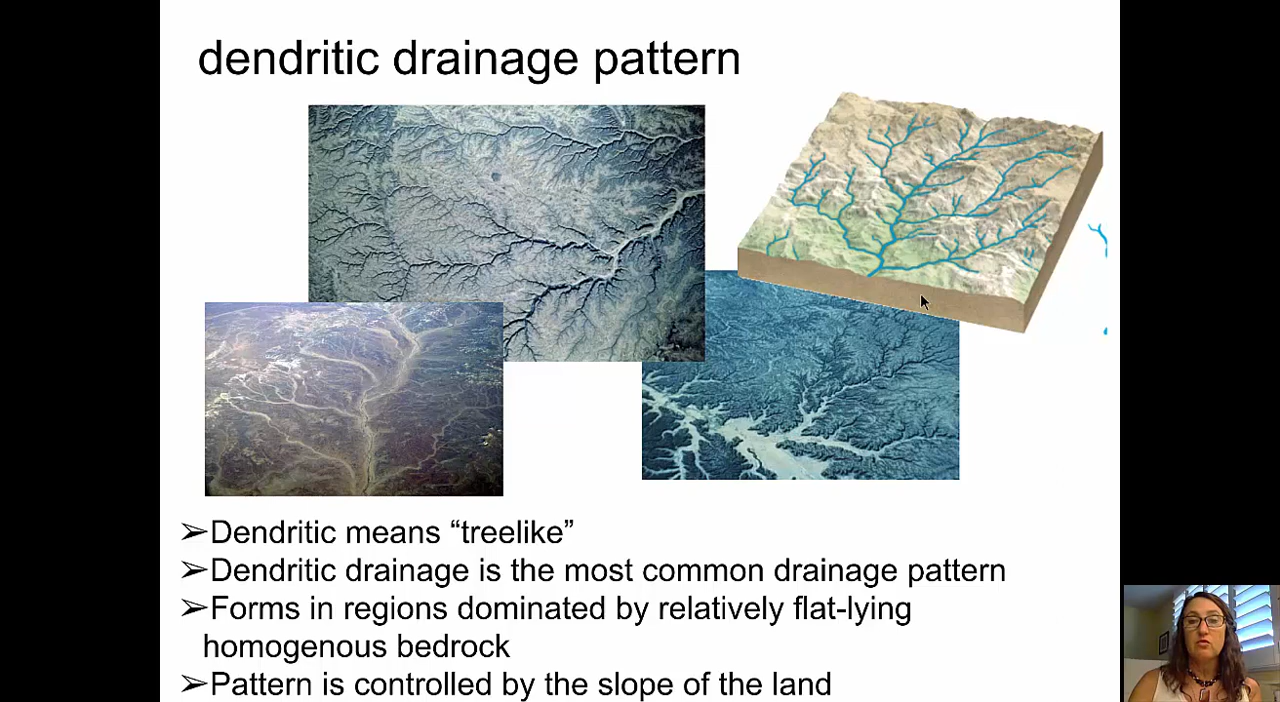 dendritic drainage pattern
➢Dendritic means “treelike”
➢Dendritic drainage is the most common drainage pattern
➢Forms in regions dominated by relatively flat-lying
homogenous bedrock
➢Pattern is controlled by the slope of the land